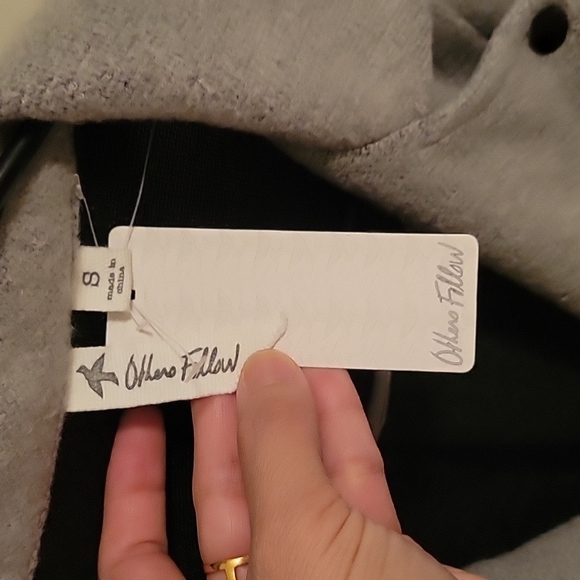 S
made in
china
Others Follow
Others Follow